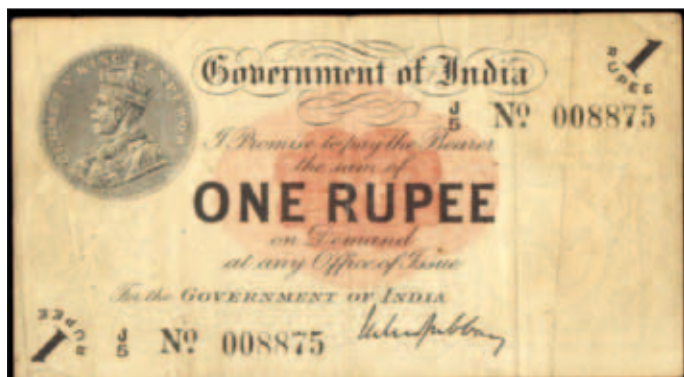 Government of India
1 RUPEE
J/5 Nº 008875
I Promise to pay the Bearer
the sum of
ONE RUPEE
on Demand
at any Office of Issue
For the GOVERNMENT OF INDIA
1 RUPEE
J/5 Nº 008875